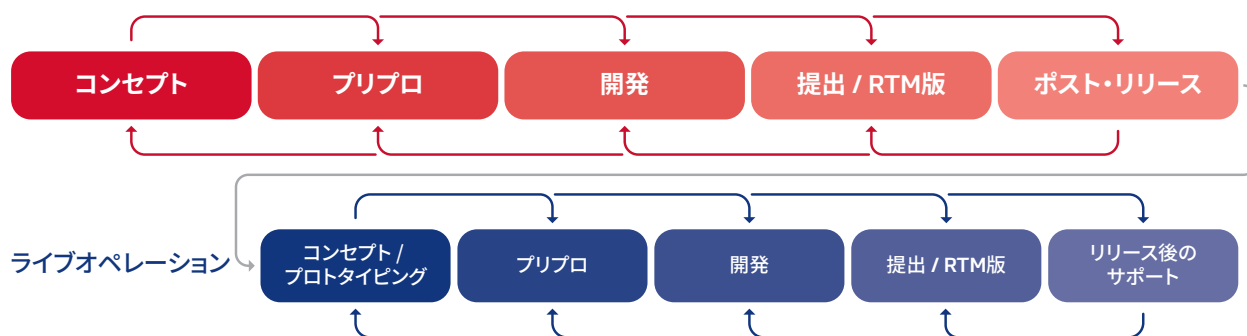 コンセプト
プリプロ
開発
提出 / RTM版
ポスト・リリース
ライブオペレーション
コンセプト /
プロトタイピング
プリプロ
開発
提出 / RTM版
リリース後の
サポート